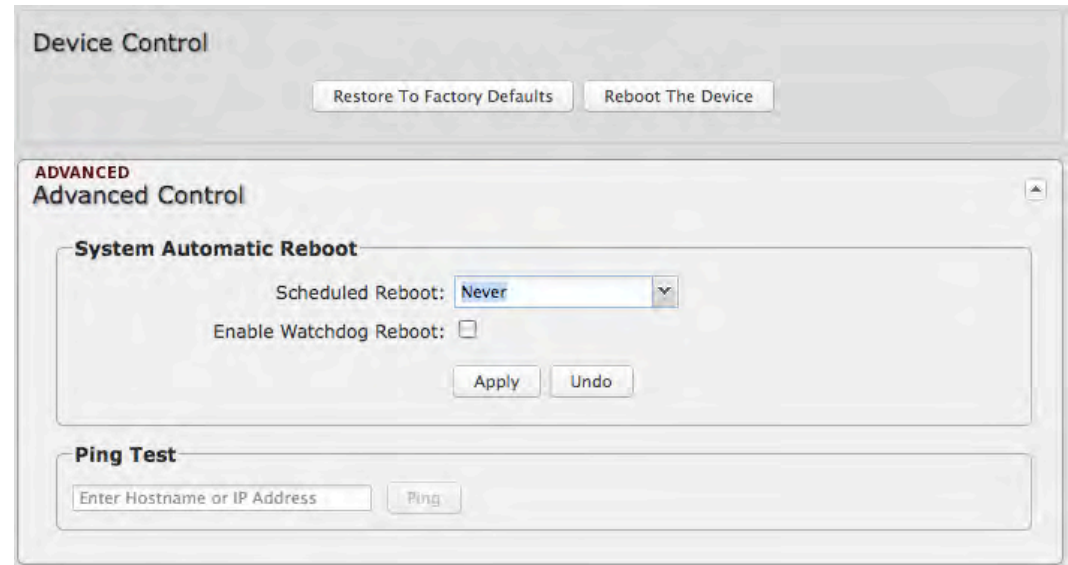 Device Control
Restore To Factory Defaults Reboot The Device
ADVANCED
Advanced Control
System Automatic Reboot
Scheduled Reboot: Never
Enable Watchdog Reboot:
Apply Undo
Ping Test
Enter Hostname or IP Address Ping